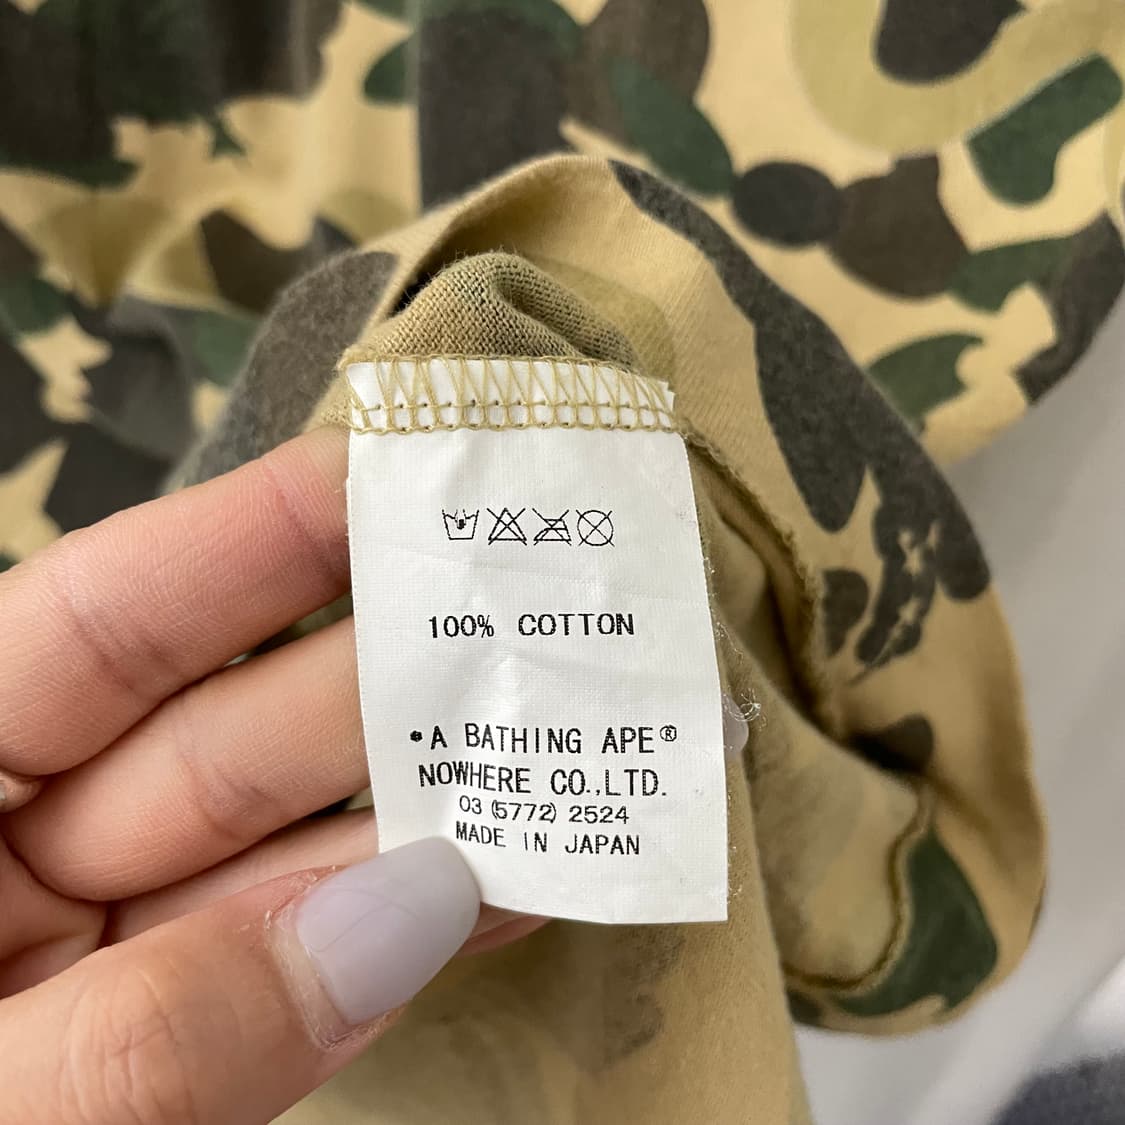 100% COTTON
•A BATHING APE®
NOWHERE CO.,LTD.
03 (5772) 2524
MADE IN JAPAN